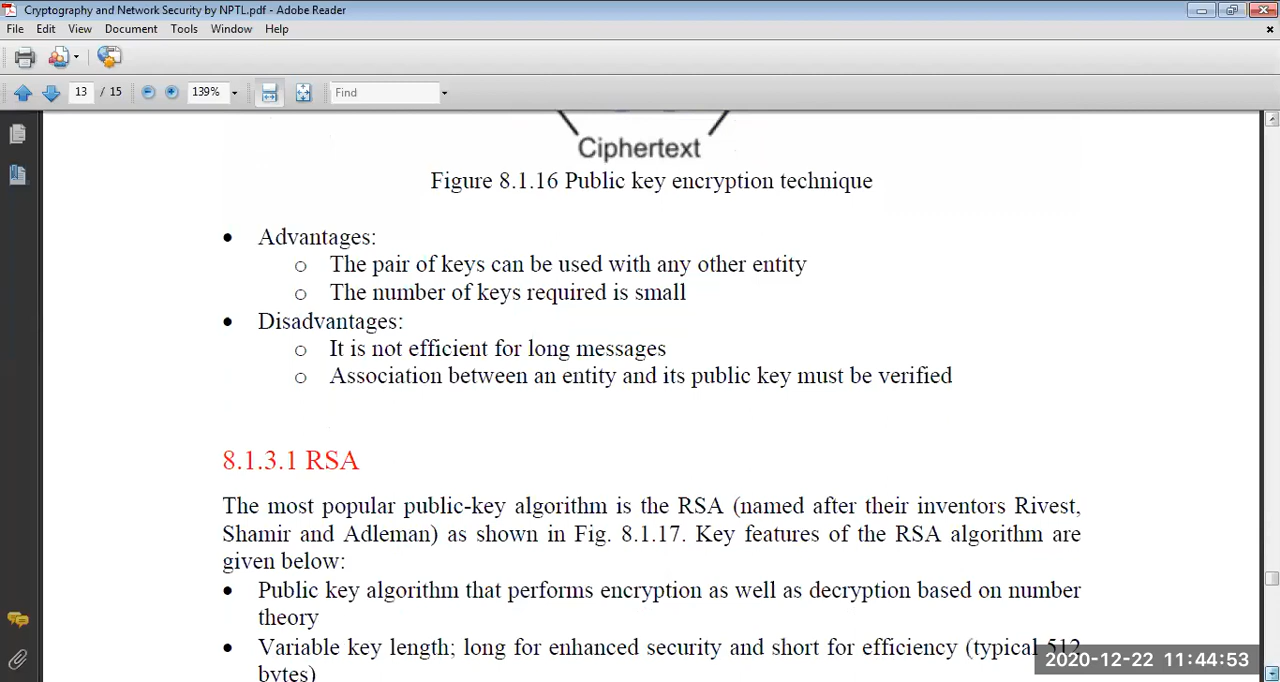 Cryptography and Network Security by NPTL.pdf - Adobe Reader
File Edit View Document Tools Window Help
13 / 15 139% Find
Ciphertext
Figure 8.1.16 Public key encryption technique
• Advantages:
o The pair of keys can be used with any other entity
o The number of keys required is small
• Disadvantages:
o It is not efficient for long messages
o Association between an entity and its public key must be verified
8.1.3.1 RSA
The most popular public-key algorithm is the RSA (named after their inventors Rivest,
Shamir and Adleman) as shown in Fig. 8.1.17. Key features of the RSA algorithm are
given below:
• Public key algorithm that performs encryption as well as decryption based on number
theory
• Variable key length; long for enhanced security and short for efficiency (typical 512
bytes)
2020-12-22 11:44:53